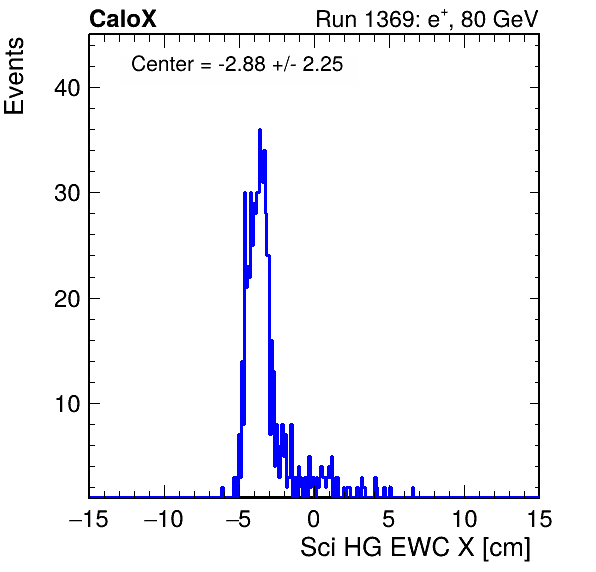 CaloX
Run 1369: e+, 80 GeV
Center = -2.88 +/- 2.25
Events
40
30
20
10
−15 −10 −5 0 5 10 15
Sci HG EWC X [cm]